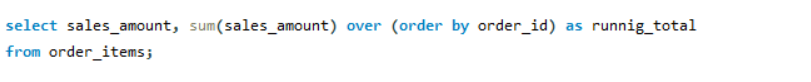 select sales_amount, sum(sales_amount) over (order by order_id) as runnig_total
from order_items;